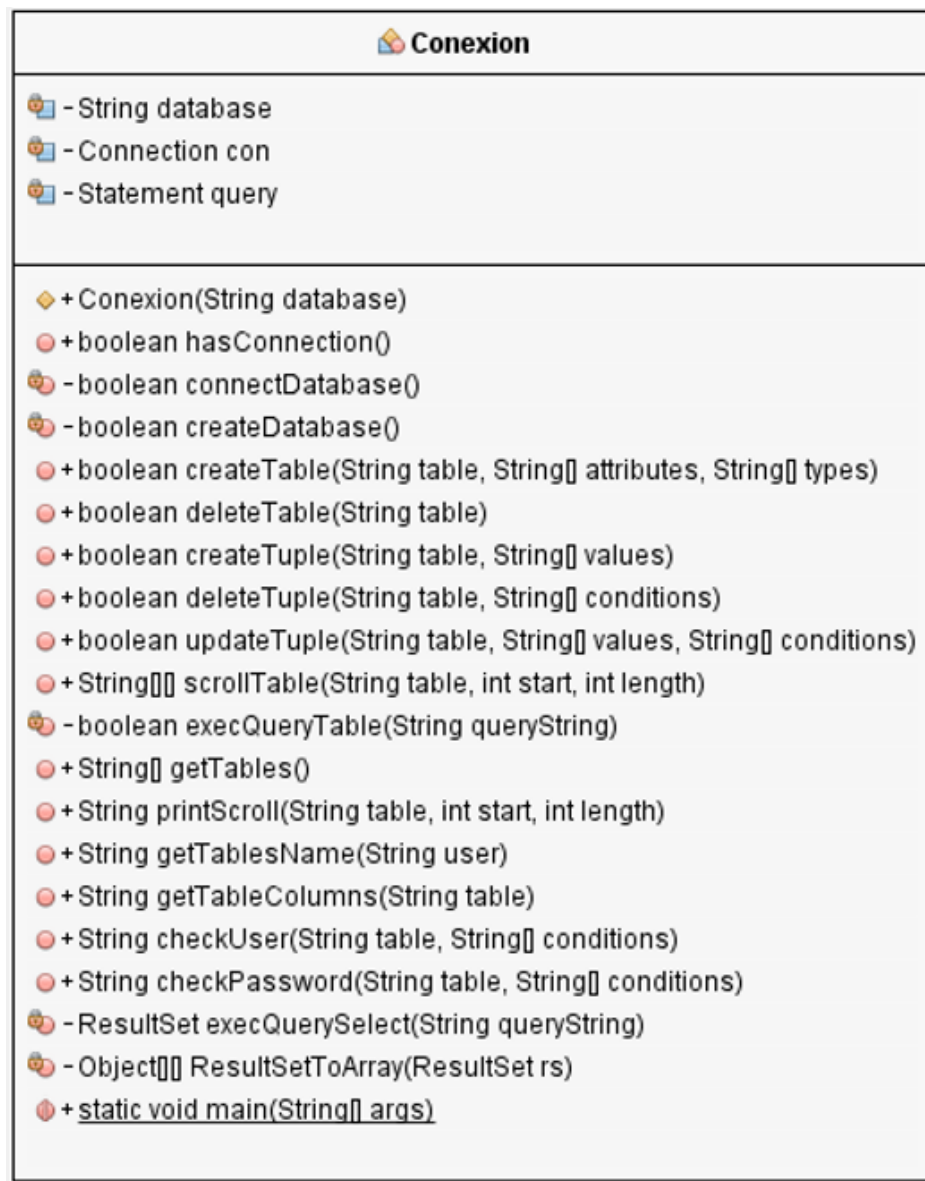 Conexion
- String database
- Connection con
- Statement query
+ Conexion(String database)
+ boolean hasConnection()
- boolean connectDatabase()
- boolean createDatabase()
+ boolean createTable(String table, String[] attributes, String[] types)
+ boolean deleteTable(String table)
+ boolean createTuple(String table, String[] values)
+ boolean deleteTuple(String table, String[] conditions)
+ boolean updateTuple(String table, String[] values, String[] conditions)
+ String[][] scrollTable(String table, int start, int length)
- boolean execQueryTable(String queryString)
+ String[] getTables()
+ String printScroll(String table, int start, int length)
+ String getTablesName(String user)
+ String getTableColumns(String table)
+ String checkUser(String table, String[] conditions)
+ String checkPassword(String table, String[] conditions)
- ResultSet execQuerySelect(String queryString)
- Object[][] ResultSetToArray(ResultSet rs)
+ static void main(String[] args)